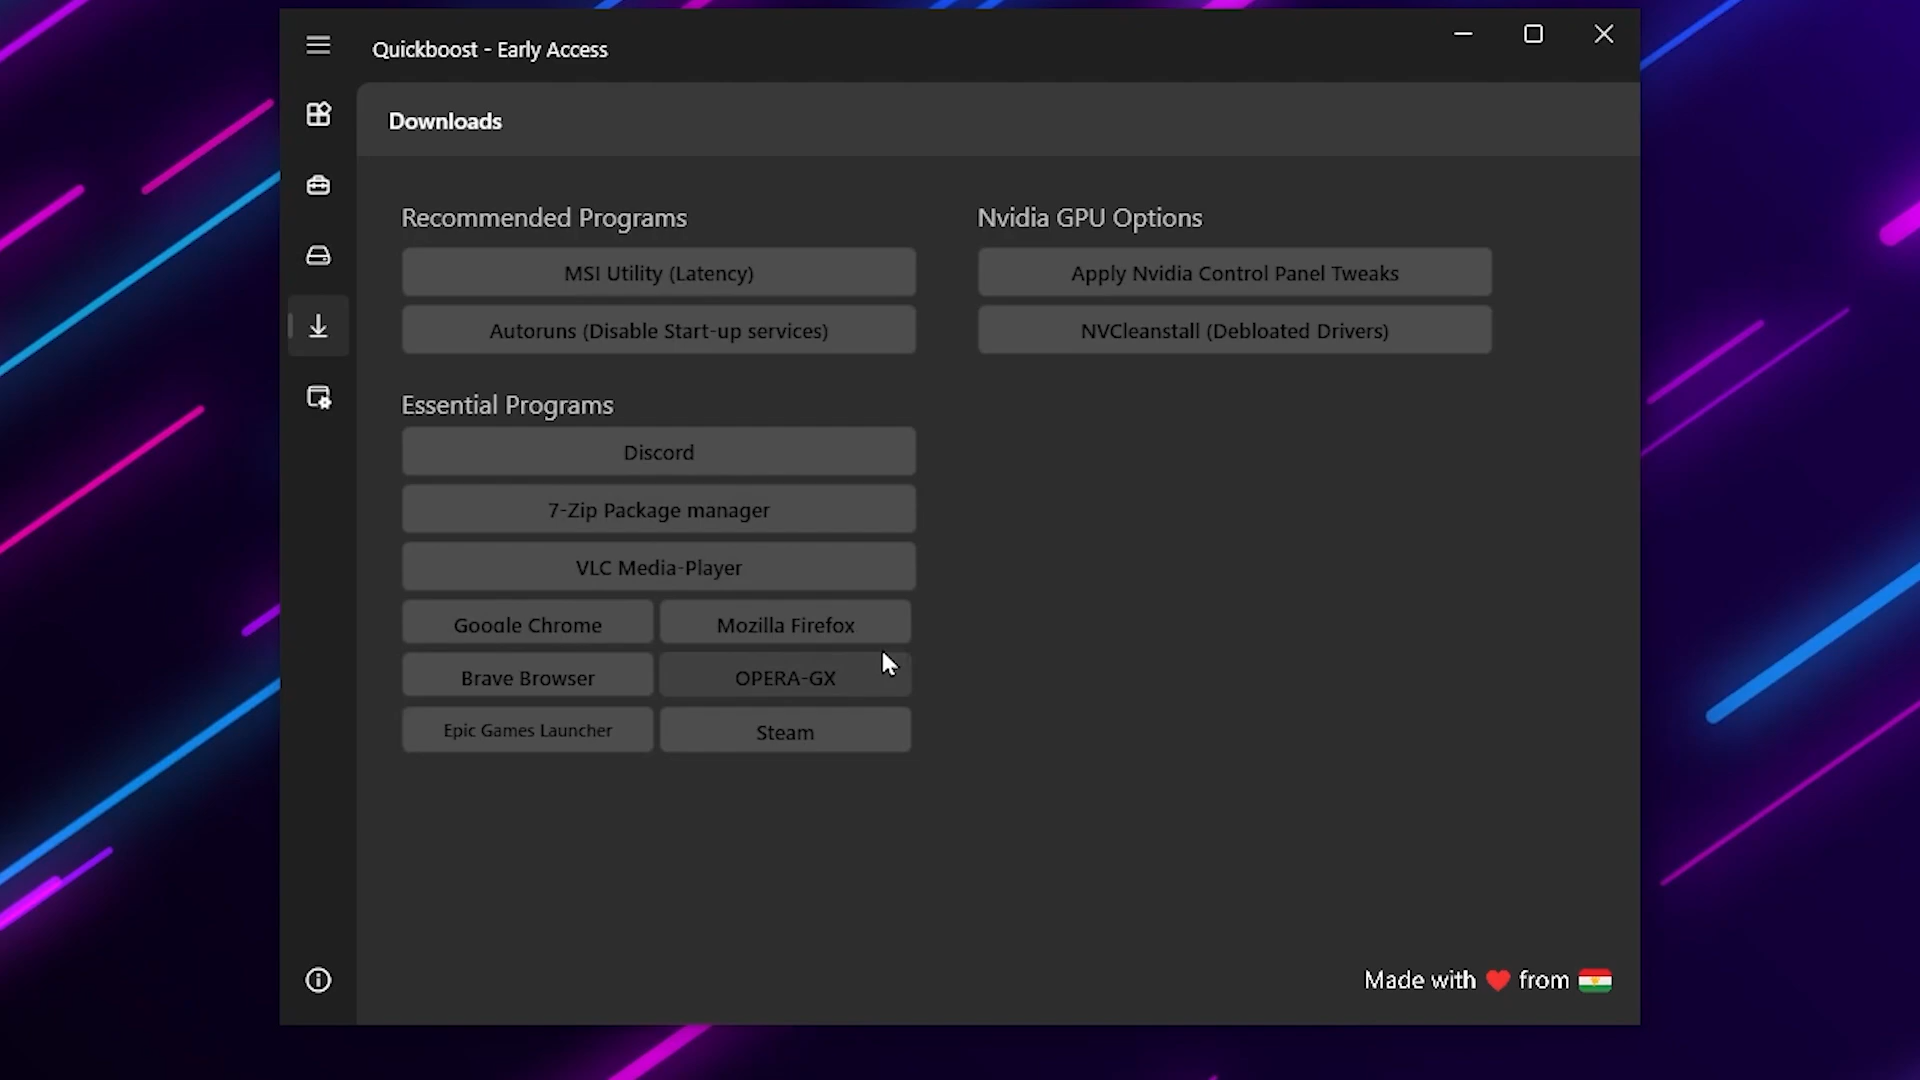 Quickboost - Early Access
Downloads
Recommended Programs
MSI Utility (Latency)
Autoruns (Disable Start-up services)
Nvidia GPU Options
Apply Nvidia Control Panel Tweaks
NVCleanstall (Debloated Drivers)
Essential Programs
Discord
7-Zip Package manager
VLC Media-Player
Google Chrome
Mozilla Firefox
Brave Browser
OPERA-GX
Epic Games Launcher
Steam
Made with ❤ from